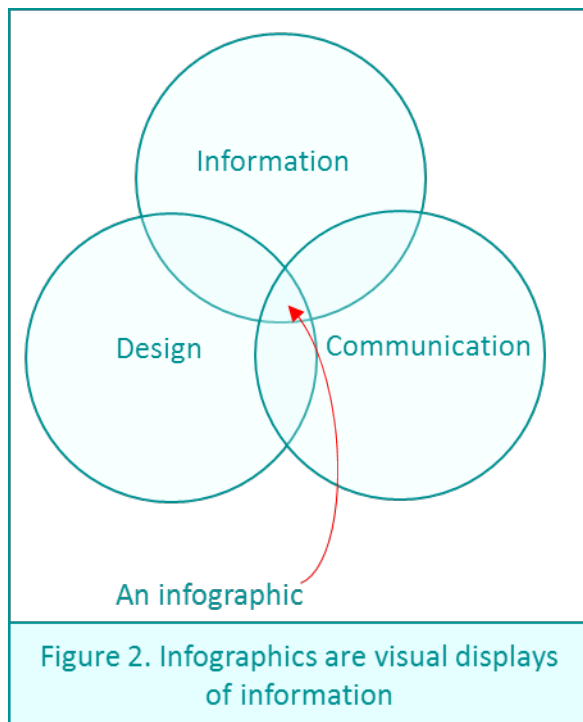 Information
Design
Communication
An infographic
Figure 2. Infographics are visual displays
of information